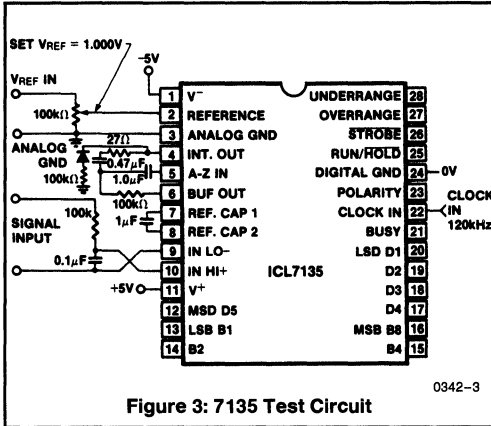 SET VREF = 1.000V
-5V
VREF IN
100kΩ
ANALOG GND
27Ω
0.47µF
1.0µF
100kΩ
100kΩ
SIGNAL INPUT
100k
1µF
0.1µF
+5V
1 V⁻
2 REFERENCE
3 ANALOG GND
4 INT. OUT
5 A-Z IN
6 BUF OUT
7 REF. CAP 1
8 REF. CAP 2
9 IN LO-
10 IN HI+
11 V⁺
12 MSD D5
13 LSB B1
14 B2
ICL7135
UNDERRANGE 28
OVERRANGE 27
STROBE 26
RUN/HOLD 25
DIGITAL GND 24 0V
POLARITY 23
CLOCK IN 22
CLOCK IN 120kHz
BUSY 21
LSD D1 20
D2 19
D3 18
D4 17
MSB B8 16
B4 15
0342-3
Figure 3: 7135 Test Circuit